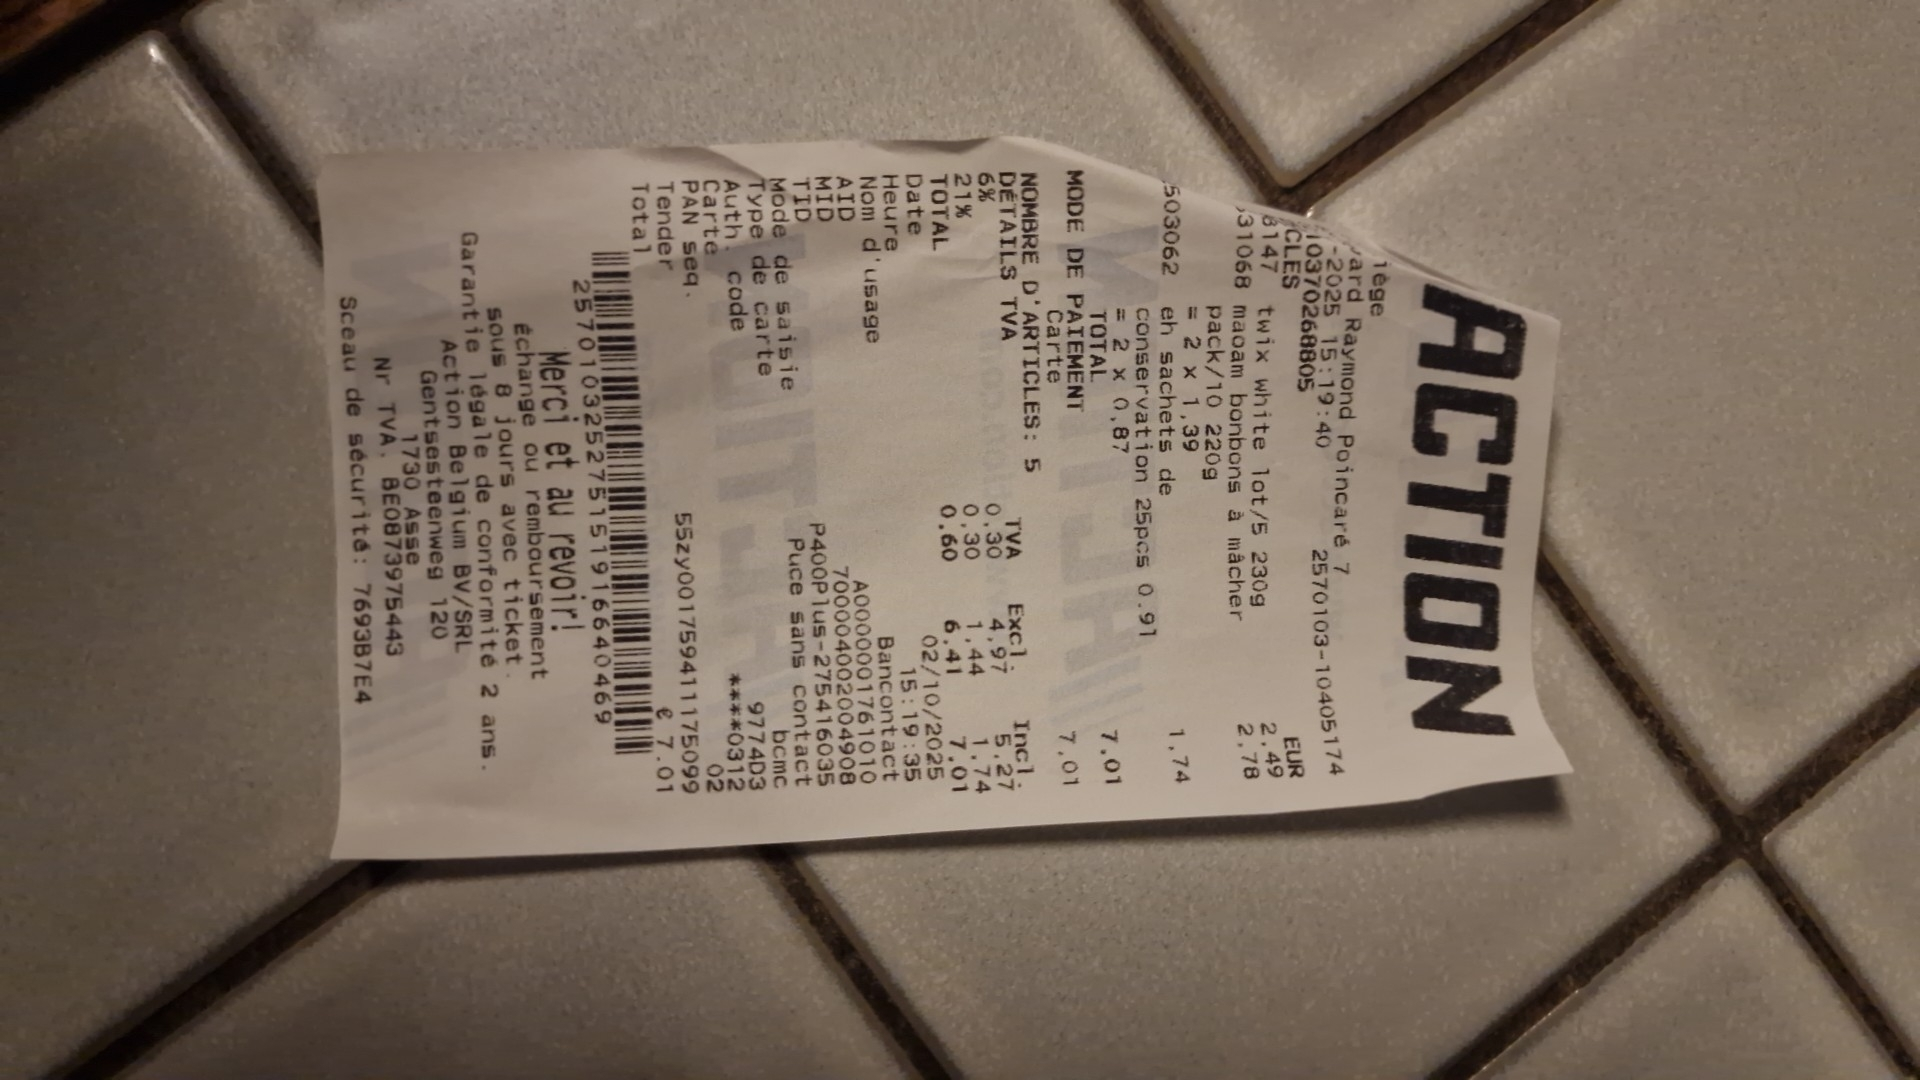 ACTION
iège
ard Raymond Poincaré 7
-2025 15:19:40 2570103-10405174
0370268805
CLES EUR
8147 twix white lot/5 230g 2,49
31068 maoam bonbons à mâcher 2,78
pack/10 220g
= 2 x 1,39
503062 eh sachets de 1,74
conservation 25pcs 0.91
= 2 x 0,87
TOTAL 7,01
MODE DE PAIEMENT
Carte 7,01
NOMBRE D'ARTICLES: 5
DÉTAILS TVA TVA Excl. Incl.
6% 0,30 4,97 5,27
21% 0,30 1,44 1,74
TOTAL 0,60 6,41 7,01
Date 02/10/2025
Heure 15:19:35
Nom d'usage Bancontact
AID A0000001761010
MID 700004002004908
TID P400Plus-27541603​5
Mode de saisie Puce sans contact
Type de carte bcmc
Auth. code 9774D3
Carte ****0312
PAN seq. 02
Tender 55zy001759411175099
Total € 7.01
2570103252751519166404​69
Merci et au revoir!
échange ou remboursement
sous 8 jours avec ticket.
Garantie légale de conformité 2 ans.
Action Belgium BV/SRL
Gentsesteenweg 120
1730 Asse
Nr TVA. BE0873975443
Sceau de sécurité: 7693B7E4